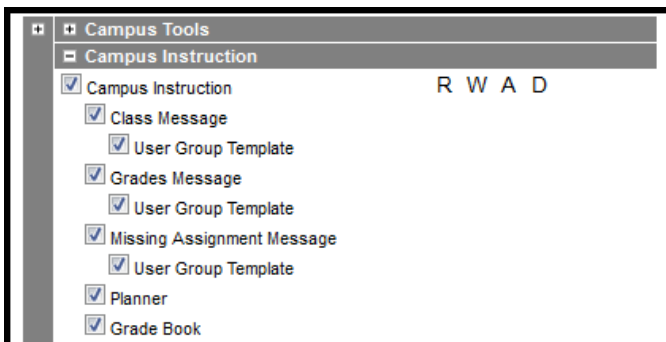 Campus Tools
Campus Instruction
Campus Instruction R W A D
Class Message
User Group Template
Grades Message
User Group Template
Missing Assignment Message
User Group Template
Planner
Grade Book